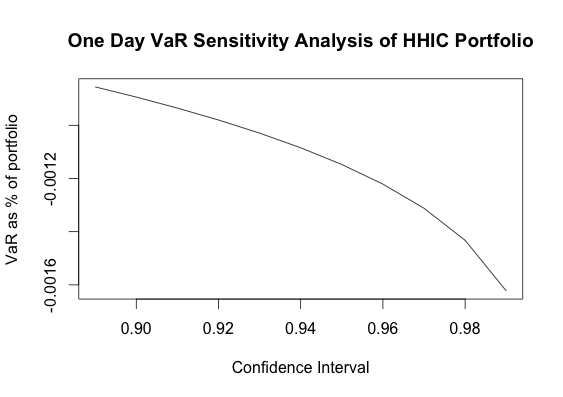 One Day VaR Sensitivity Analysis of HHIC Portfolio
VaR as % of portfolio
-0.0012
-0.0016
0.90 0.92 0.94 0.96 0.98
Confidence Interval